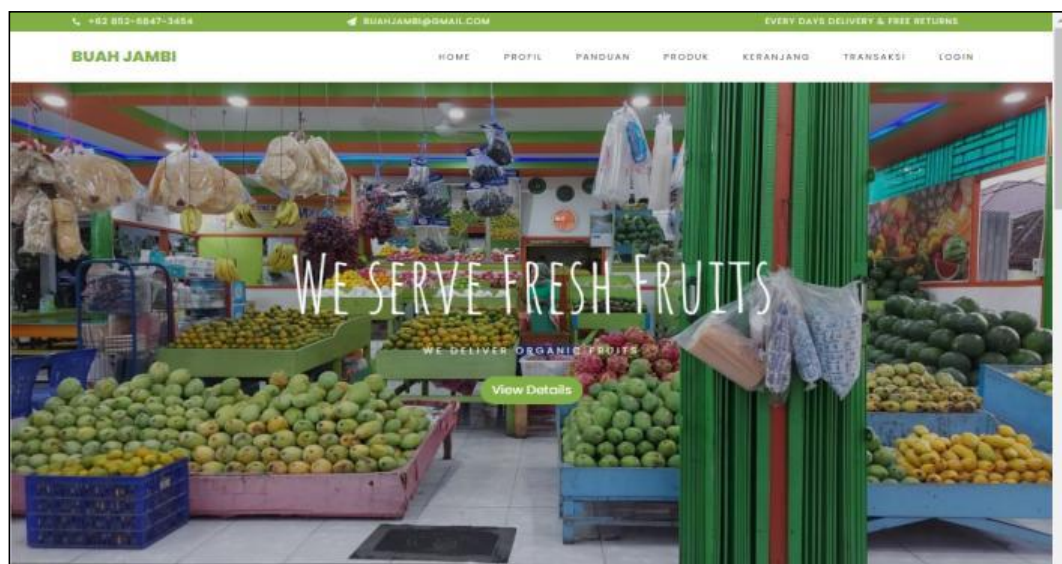 +62 852-6847-3454
BUAHJAMBI@GMAIL.COM
EVERY DAYS DELIVERY & FREE RETURNS
BUAH JAMBI
HOME PROFIL PANDUAN PRODUK KERANJANG TRANSAKSI LOGIN
WE SERVE FRESH FRUITS
WE DELIVER ORGANIC FRUITS
View Details